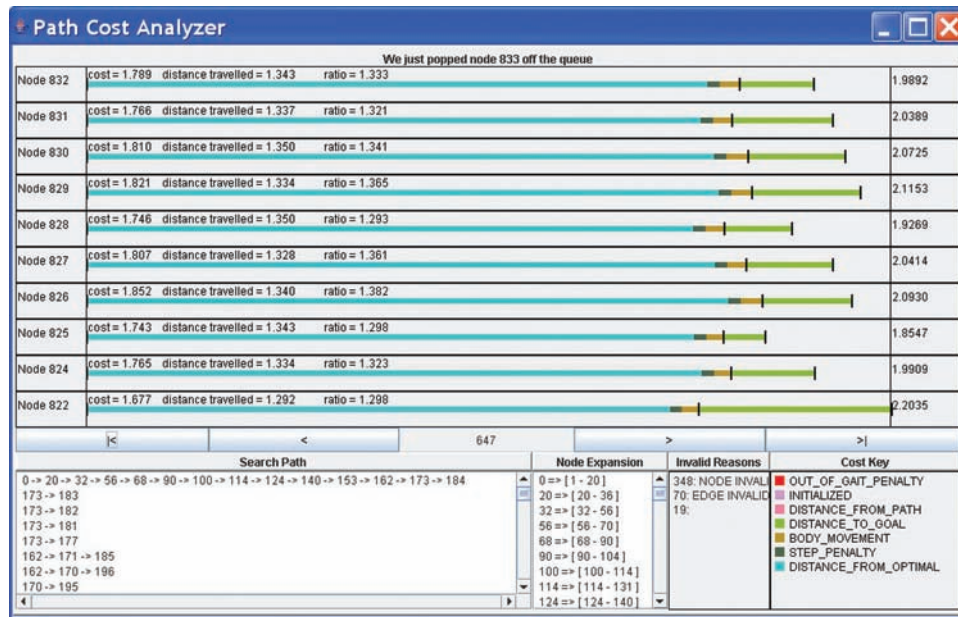 Path Cost Analyzer
We just popped node 833 off the queue
Node 832 cost = 1.789 distance travelled = 1.343 ratio = 1.333 1.9892
Node 831 cost = 1.766 distance travelled = 1.337 ratio = 1.321 2.0389
Node 830 cost = 1.810 distance travelled = 1.350 ratio = 1.341 2.0725
Node 829 cost = 1.821 distance travelled = 1.334 ratio = 1.365 2.1153
Node 828 cost = 1.746 distance travelled = 1.350 ratio = 1.293 1.9269
Node 827 cost = 1.807 distance travelled = 1.328 ratio = 1.361 2.0414
Node 826 cost = 1.852 distance travelled = 1.340 ratio = 1.382 2.0930
Node 825 cost = 1.743 distance travelled = 1.343 ratio = 1.298 1.8547
Node 824 cost = 1.765 distance travelled = 1.334 ratio = 1.323 1.9909
Node 822 cost = 1.677 distance travelled = 1.292 ratio = 1.298 2.2035
|< < 647 > >|
Search Path
0 -> 20 -> 32 -> 56 -> 68 -> 90 -> 100 -> 114 -> 124 -> 140 -> 153 -> 162 -> 173 -> 184
173 -> 183
173 -> 182
173 -> 181
173 -> 177
162 -> 171 -> 185
162 -> 170 -> 196
170 -> 195
Node Expansion
0 => [1 - 20]
20 => [20 - 36]
32 => [32 - 56]
56 => [56 - 70]
68 => [68 - 90]
90 => [90 - 104]
100 => [100 - 114]
114 => [114 - 131]
124 => [124 - 140]
Invalid Reasons
348: NODE INVALI
70: EDGE INVALID
19:
Cost Key
OUT_OF_GAIT_PENALTY
INITIALIZED
DISTANCE_FROM_PATH
DISTANCE_TO_GOAL
BODY_MOVEMENT
STEP_PENALTY
DISTANCE_FROM_OPTIMAL